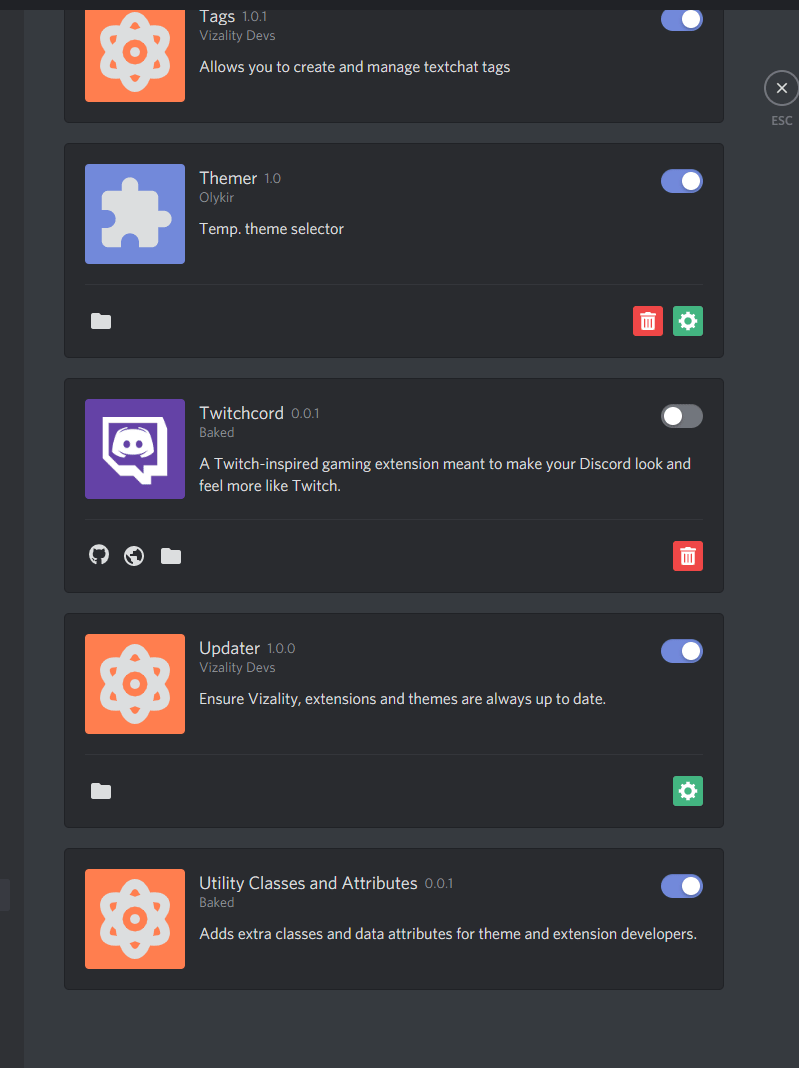 Tags 1.0.1
Vizality Devs
Allows you to create and manage textchat tags
ESC
Themer 1.0
Olykir
Temp. theme selector
Twitchcord 0.0.1
Baked
A Twitch-inspired gaming extension meant to make your Discord look and
feel more like Twitch.
Updater 1.0.0
Vizality Devs
Ensure Vizality, extensions and themes are always up to date.
Utility Classes and Attributes 0.0.1
Baked
Adds extra classes and data attributes for theme and extension developers.